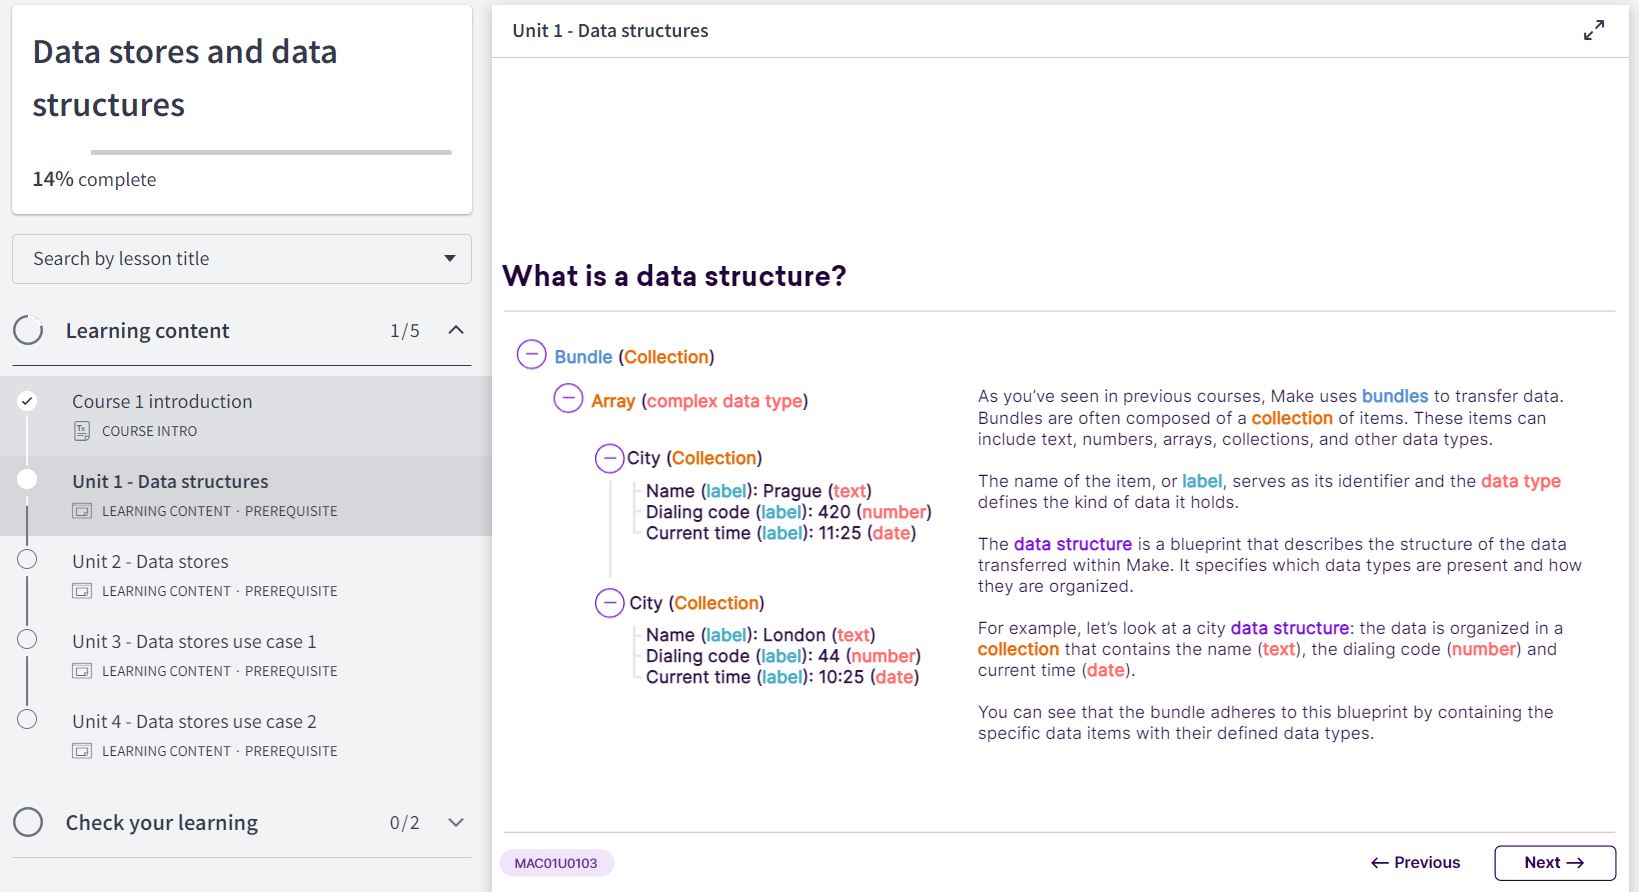 Data stores and data
structures
14% complete
Search by lesson title
Learning content 1/5
Course 1 introduction
COURSE INTRO
Unit 1 - Data structures
LEARNING CONTENT · PREREQUISITE
Unit 2 - Data stores
LEARNING CONTENT · PREREQUISITE
Unit 3 - Data stores use case 1
LEARNING CONTENT · PREREQUISITE
Unit 4 - Data stores use case 2
LEARNING CONTENT · PREREQUISITE
Check your learning 0/2
Unit 1 - Data structures
What is a data structure?
Bundle (Collection)
Array (complex data type)
City (Collection)
Name (label): Prague (text)
Dialing code (label): 420 (number)
Current time (label): 11:25 (date)
City (Collection)
Name (label): London (text)
Dialing code (label): 44 (number)
Current time (label): 10:25 (date)
As you’ve seen in previous courses, Make uses bundles to transfer data.
Bundles are often composed of a collection of items. These items can
include text, numbers, arrays, collections, and other data types.
The name of the item, or label, serves as its identifier and the data type
defines the kind of data it holds.
The data structure is a blueprint that describes the structure of the data
transferred within Make. It specifies which data types are present and how
they are organized.
For example, let’s look at a city data structure: the data is organized in a
collection that contains the name (text), the dialing code (number) and
current time (date).
You can see that the bundle adheres to this blueprint by containing the
specific data items with their defined data types.
MAC01U0103
← Previous
Next →